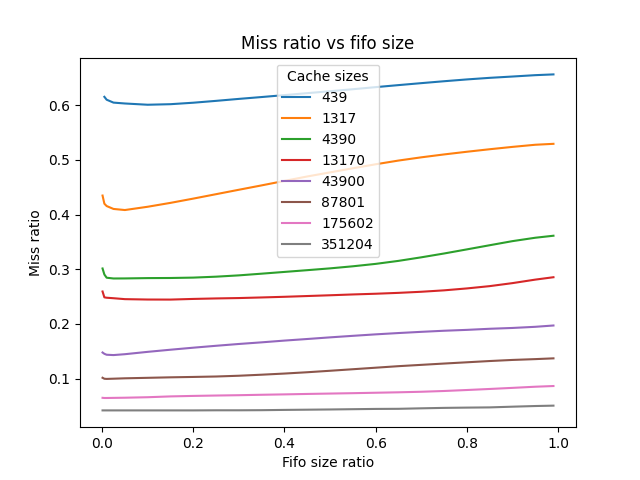 Miss ratio vs fifo size
Cache sizes
439
1317
4390
13170
43900
87801
175602
351204
Miss ratio
0.6
0.5
0.4
0.3
0.2
0.1
0.0 0.2 0.4 0.6 0.8 1.0
Fifo size ratio